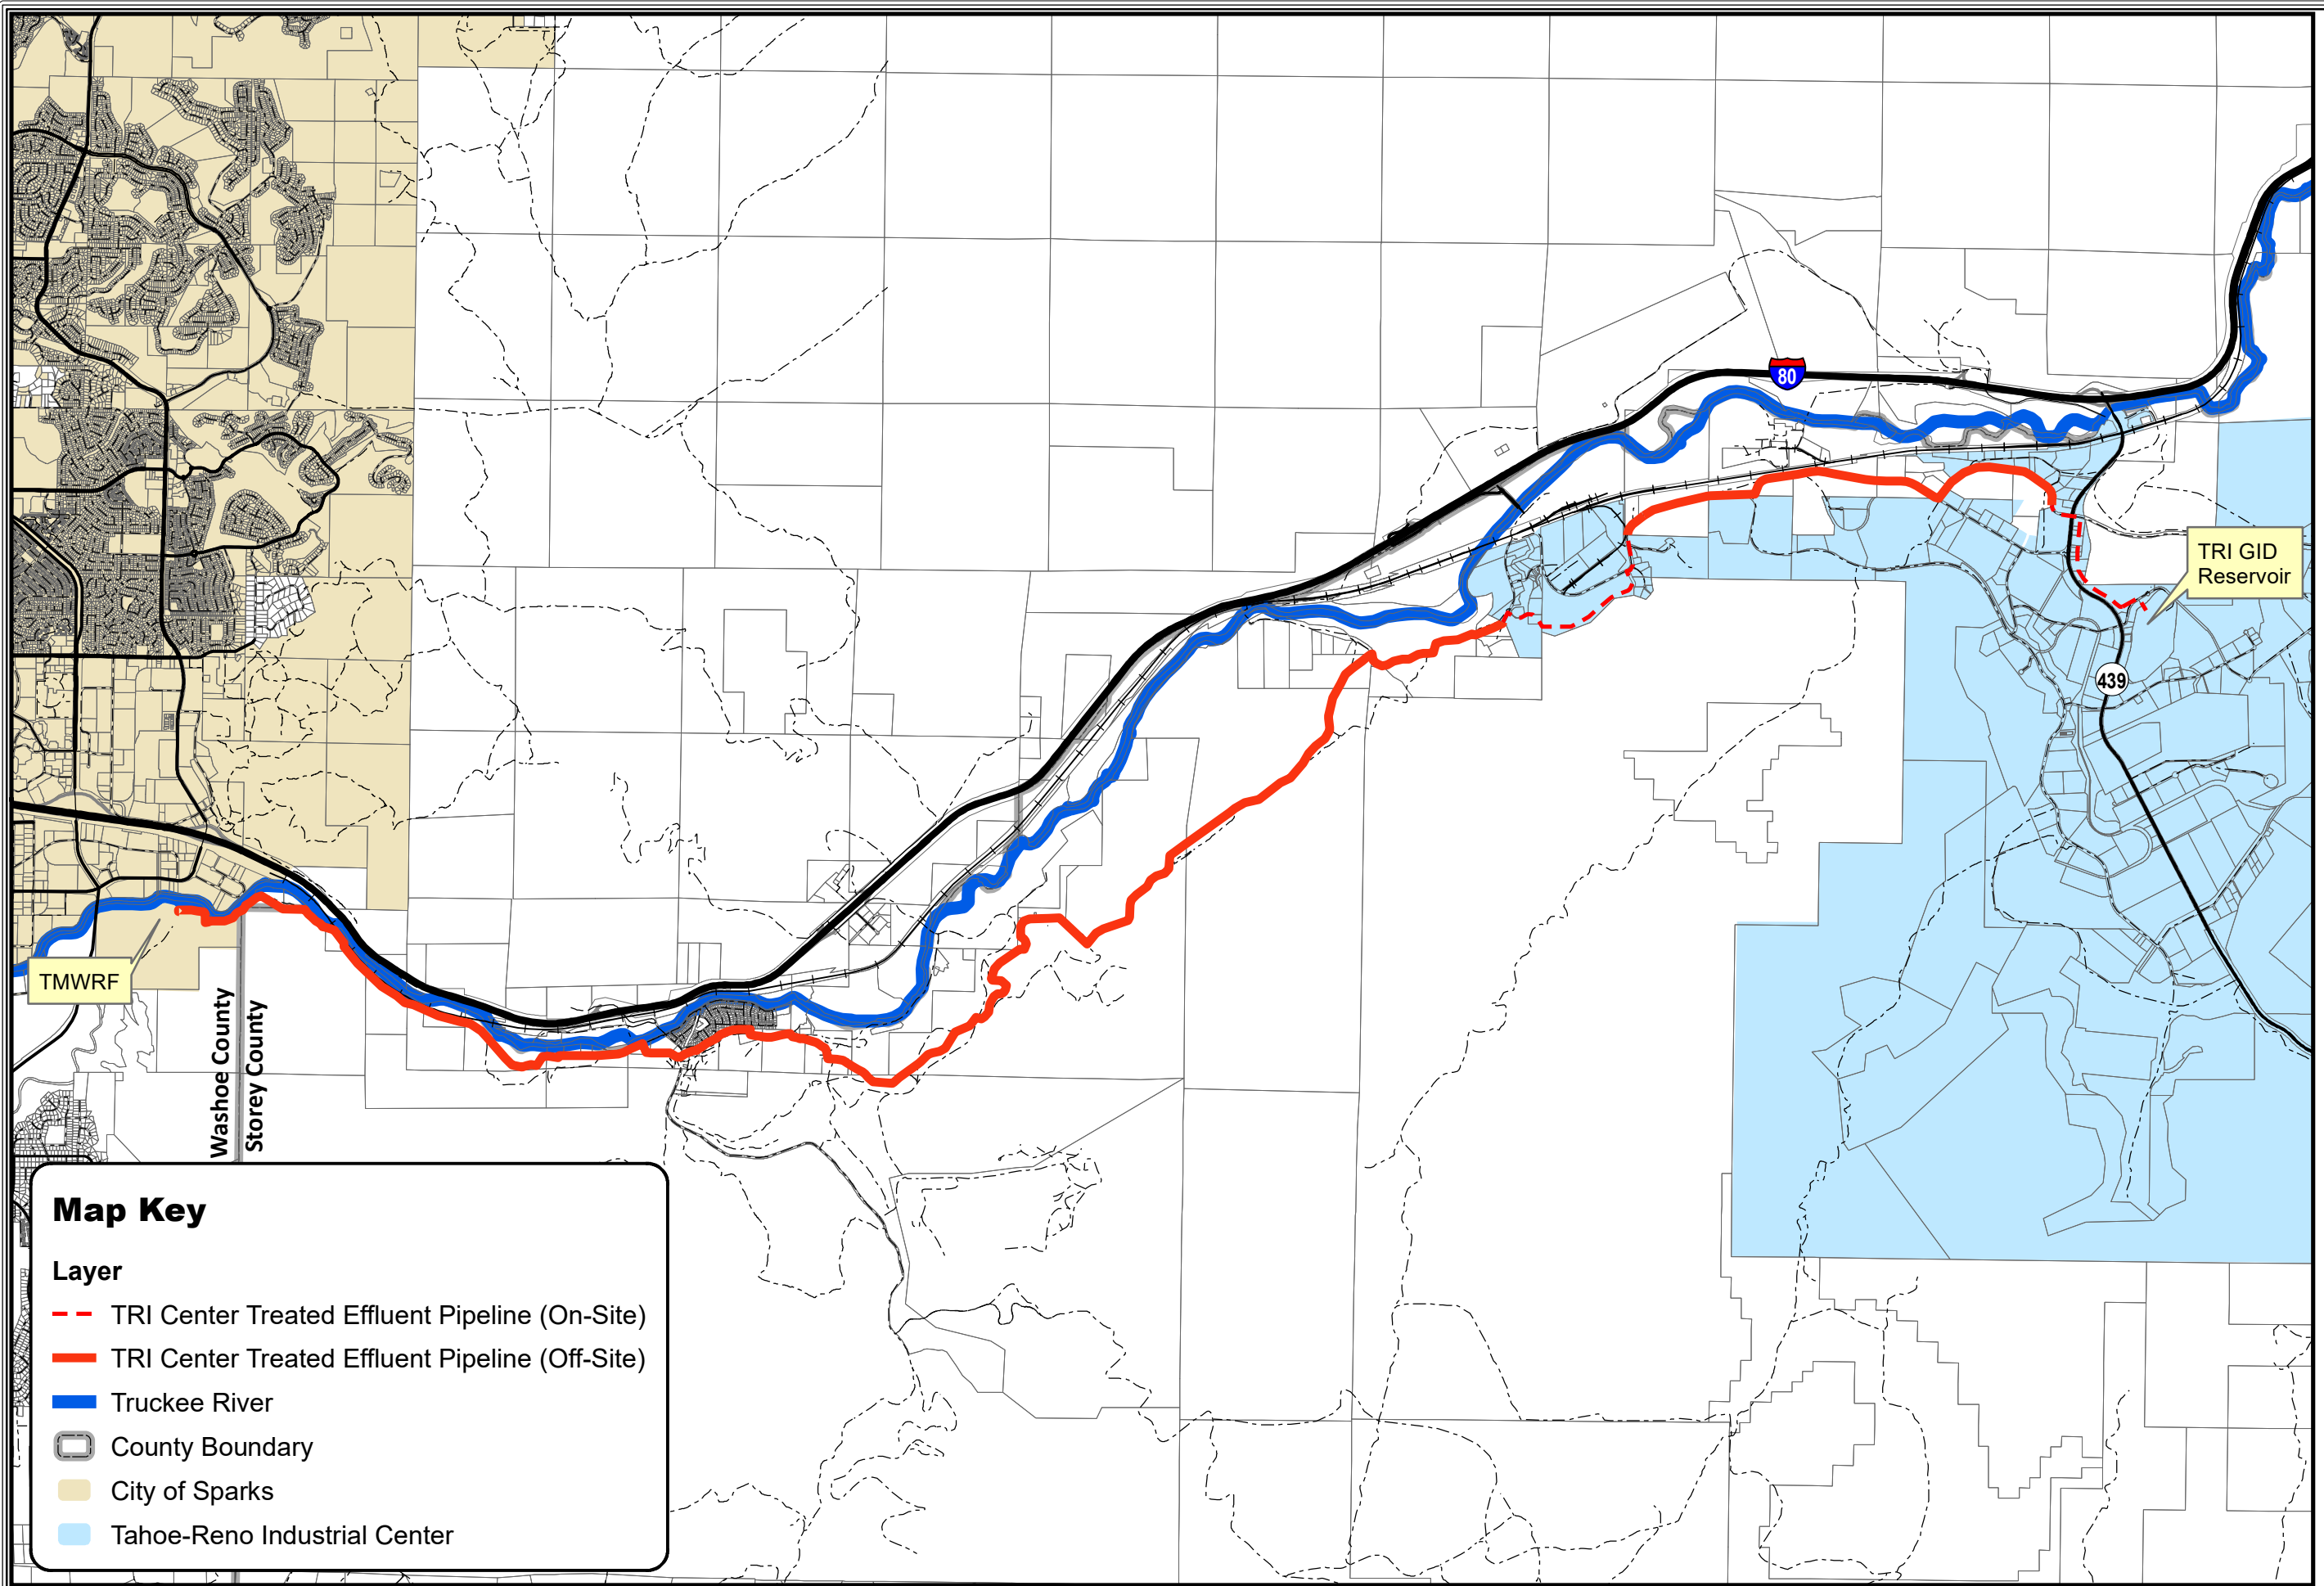 80
TRI GID
Reservoir
439
TMWRF
Washoe County
Storey County
Map Key
Layer
TRI Center Treated Effluent Pipeline (On-Site)
TRI Center Treated Effluent Pipeline (Off-Site)
Truckee River
County Boundary
City of Sparks
Tahoe-Reno Industrial Center